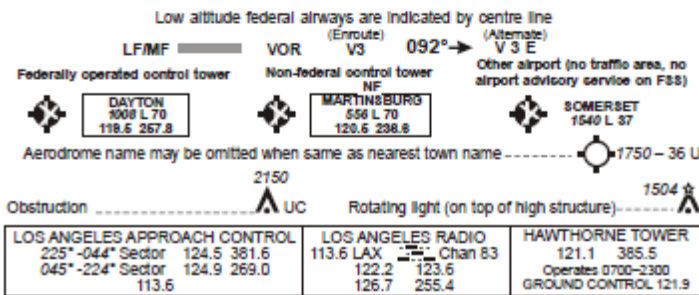 Low altitude federal airways are indicated by centre line
LF/MF VOR (Enroute) V3 092° (Alternate) V 3 E
Federally operated control tower
Non-federal control tower
Other airport (no traffic area, no airport advisory service on FSS)
DAYTON
1008 L 70
119.5 257.8
NF
MARTINSBURG
556 L 70
120.5 238.6
SOMERSET
1540 L 37
Aerodrome name may be omitted when same as nearest town name 1750 – 36 U
Obstruction 2150 UC
Rotating light (on top of high structure) 1504
LOS ANGELES APPROACH CONTROL
225° -044° Sector 124.5 381.6
045° -224° Sector 124.9 269.0
113.6
LOS ANGELES RADIO
113.6 LAX Chan 83
122.2 123.6
126.7 255.4
HAWTHORNE TOWER
121.1 385.5
Operates 0700–2300
GROUND CONTROL 121.9